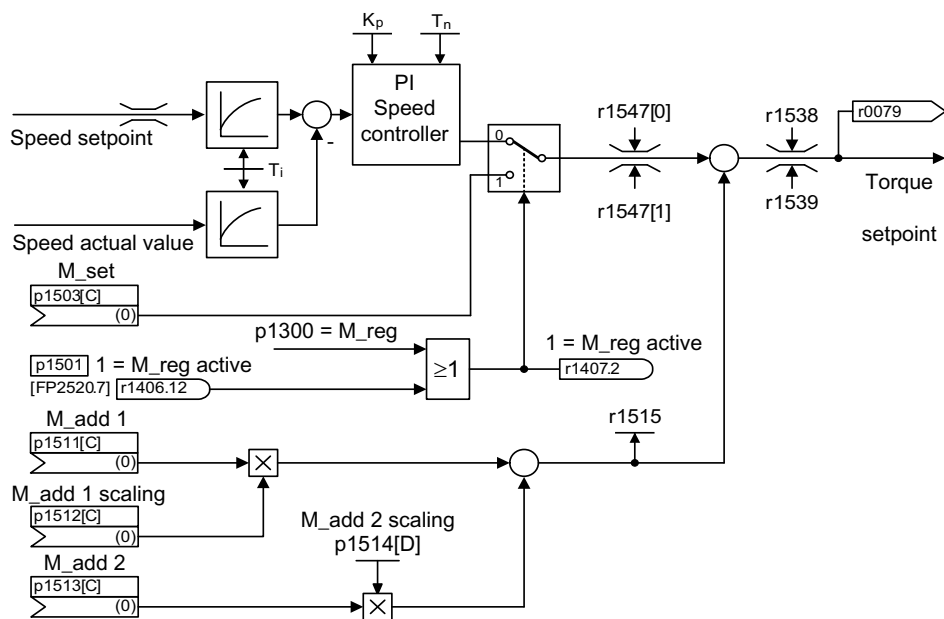 Kp Tn
PI
Speed
controller
r1547[0]
r1538
r0079
Speed setpoint
-
0
1
Ti
r1547[1]
r1539
Torque
setpoint
Speed actual value
M_set
p1503[C]
(0)
p1300 = M_reg
p1501 1 = M_reg active
[FP2520.7] r1406.12
≥1
1 = M_reg active
r1407.2
M_add 1
p1511[C]
(0)
r1515
M_add 1 scaling
p1512[C]
(0)
M_add 2 scaling
p1514[D]
M_add 2
p1513[C]
(0)